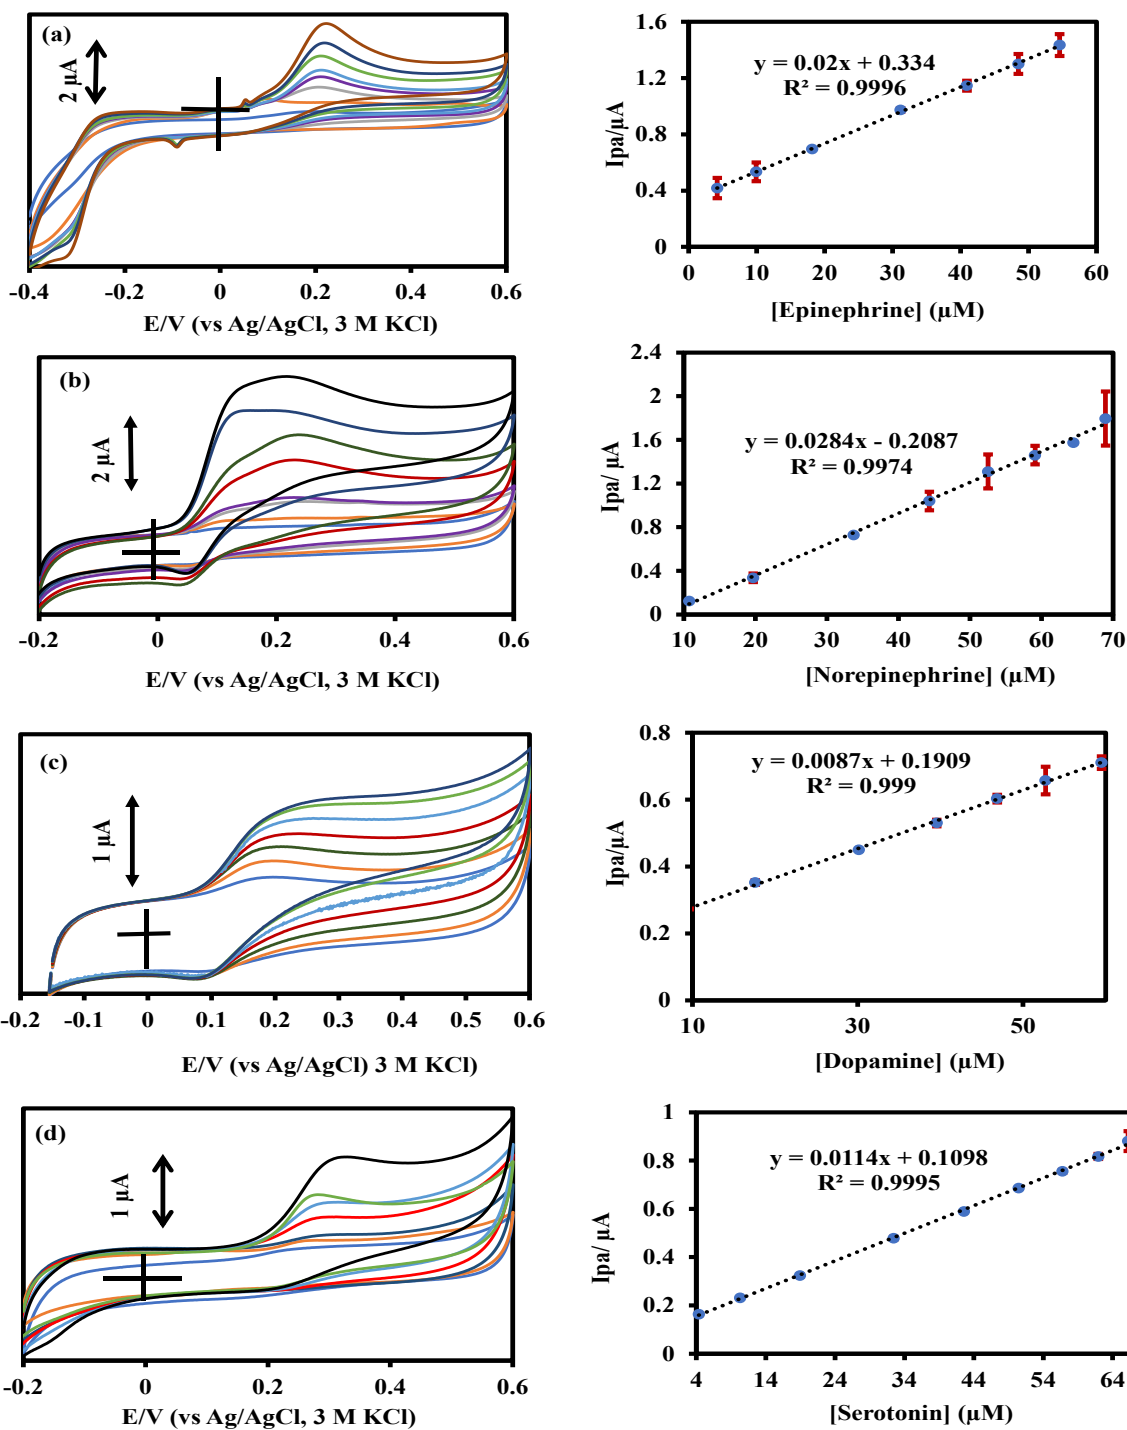 (a)
2 μA
-0.4 -0.2 0 0.2 0.4 0.6
E/V (vs Ag/AgCl, 3 M KCl)
1.6
1.2
0.8
0.4
0
Ipa/μA
y = 0.02x + 0.334
R² = 0.9996
0 10 20 30 40 50 60
[Epinephrine] (μM)
(b)
2 μA
-0.2 0 0.2 0.4 0.6
E/V (vs Ag/AgCl, 3 M KCl)
2.4
2
1.6
1.2
0.8
0.4
0
Ipa/ μA
y = 0.0284x - 0.2087
R² = 0.9974
10 20 30 40 50 60 70
[Norepinephrine] (μM)
(c)
1 μA
-0.2 -0.1 0 0.1 0.2 0.3 0.4 0.5 0.6
E/V (vs Ag/AgCl) 3 M KCl)
0.8
0.6
0.4
0.2
0
Ipa/μA
y = 0.0087x + 0.1909
R² = 0.999
10 30 50
[Dopamine] (μM)
(d)
1 μA
-0.2 0 0.2 0.4 0.6
E/V (vs Ag/AgCl, 3 M KCl)
1
0.8
0.6
0.4
0.2
0
Ipa/ μA
y = 0.0114x + 0.1098
R² = 0.9995
4 14 24 34 44 54 64
[Serotonin] (μM)